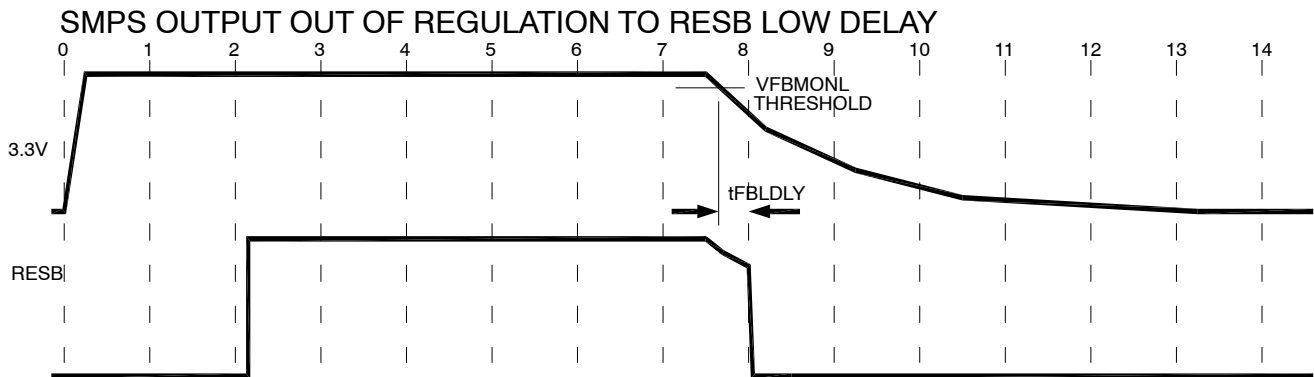 SMPS OUTPUT OUT OF REGULATION TO RESB LOW DELAY
0 1 2 3 4 5 6 7 8 9 10 11 12 13 14
VFBMONL
THRESHOLD
3.3V
tFBLDLY
RESB